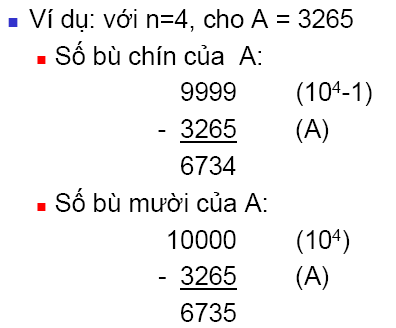 Ví dụ: với n=4, cho A = 3265
Số bù chín của A:
9999 (10⁴-1)
- 3265 (A)
6734
Số bù mười của A:
10000 (10⁴)
- 3265 (A)
6735